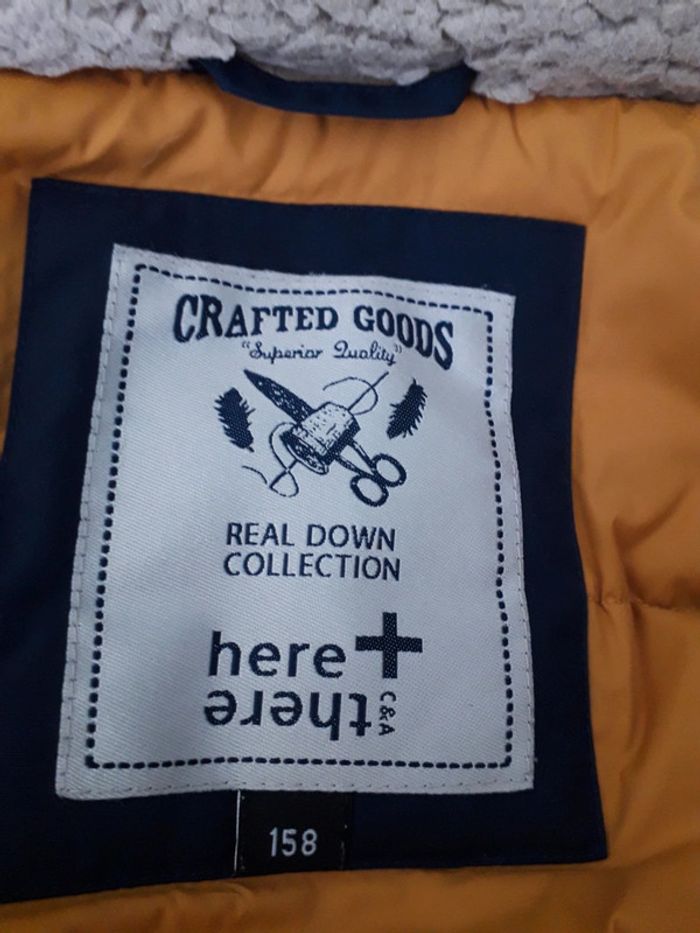 CRAFTED GOODS
"Superior Quality"
REAL DOWN
COLLECTION
here+
there
C&A
158